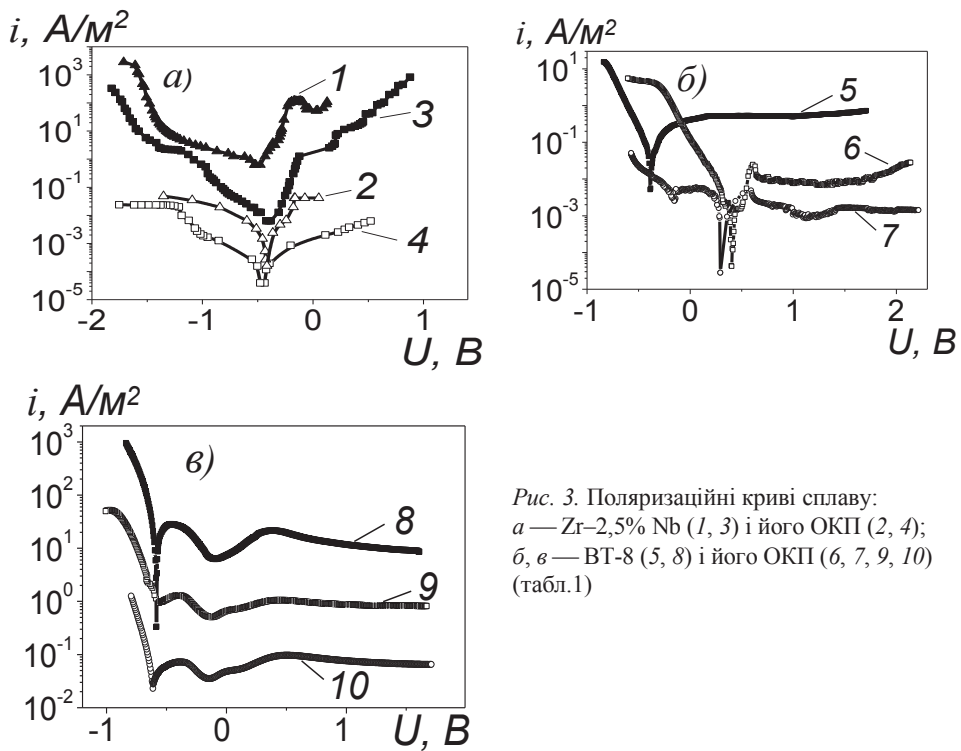 i, А/м²
10³
10¹
10⁻¹
10⁻³
10⁻⁵
а)
1
3
2
4
-2
-1
0
1
U, В
i, А/м²
10¹
10⁻¹
10⁻³
10⁻⁵
б)
5
6
7
-1
0
1
2
U, В
i, А/м²
10³
10²
10¹
10⁰
10⁻¹
10⁻²
в)
8
9
10
-1
0
1
U, В
Рис. 3. Поляризаційні криві сплаву:
а — Zr–2,5% Nb (1, 3) і його ОКП (2, 4);
б, в — ВТ-8 (5, 8) і його ОКП (6, 7, 9, 10)
(табл.1)